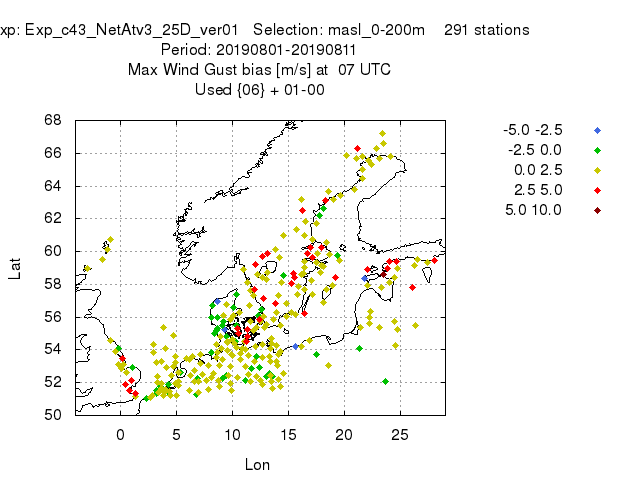 xp: Exp_c43_NetAtv3_25D_ver01 Selection: masl_0-200m 291 stations
Period: 20190801-20190811
Max Wind Gust bias [m/s] at 07 UTC
Used {06} + 01-00
68
66
64
62
60
58
56
54
52
50
Lat
0 5 10 15 20 25
Lon
-5.0 -2.5
-2.5 0.0
0.0 2.5
2.5 5.0
5.0 10.0